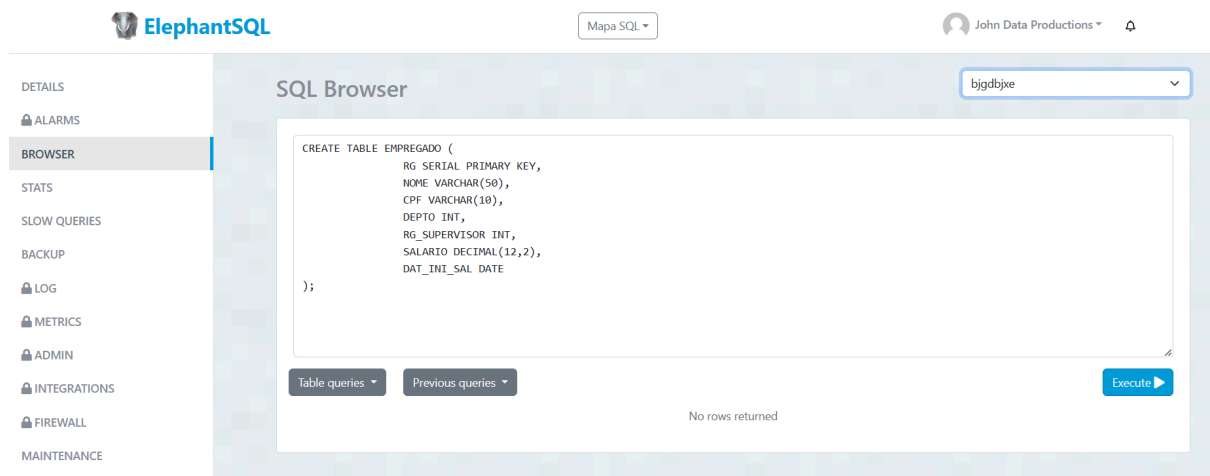 ElephantSQL
Mapa SQL
John Data Productions
DETAILS
ALARMS
BROWSER
STATS
SLOW QUERIES
BACKUP
LOG
METRICS
ADMIN
INTEGRATIONS
FIREWALL
MAINTENANCE
SQL Browser
bjgdbjxe
CREATE TABLE EMPREGADO (
RG SERIAL PRIMARY KEY,
NOME VARCHAR(50),
CPF VARCHAR(10),
DEPTO INT,
RG_SUPERVISOR INT,
SALARIO DECIMAL(12,2),
DAT_INI_SAL DATE
);
Table queries
Previous queries
Execute
No rows returned